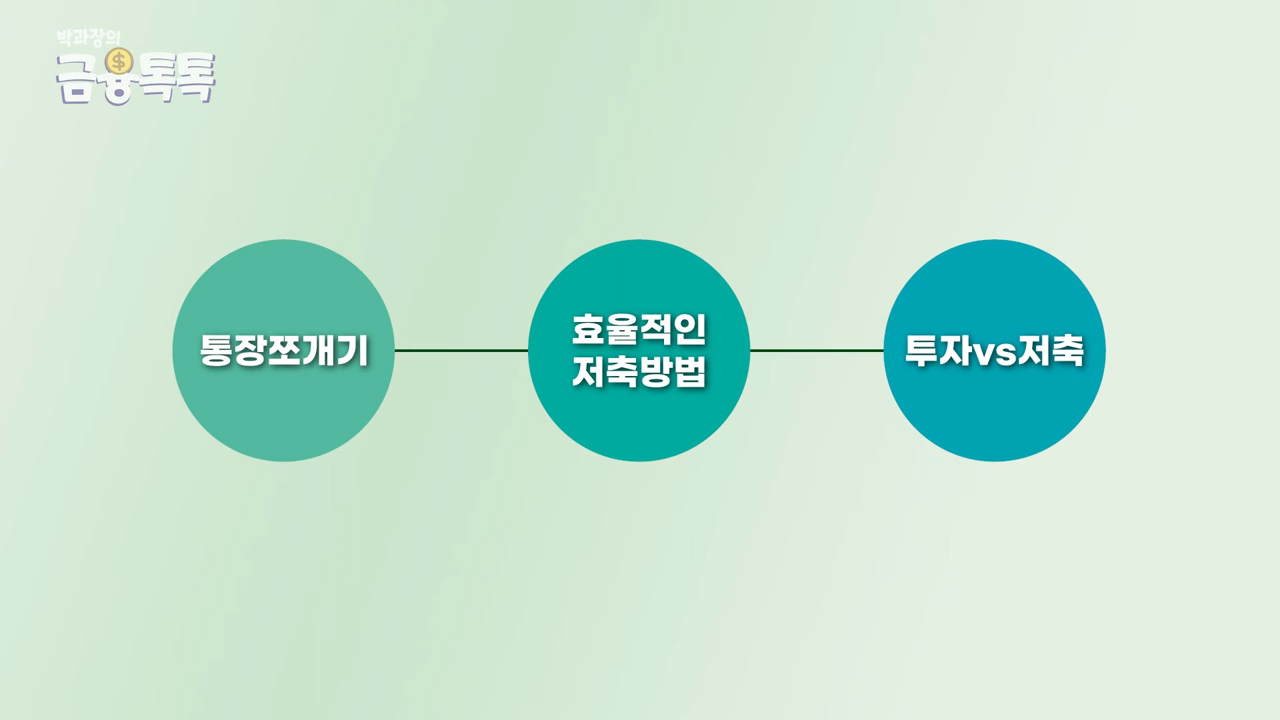 박과장의
금융톡톡
통장쪼개기
효율적인
저축방법
투자vs저축